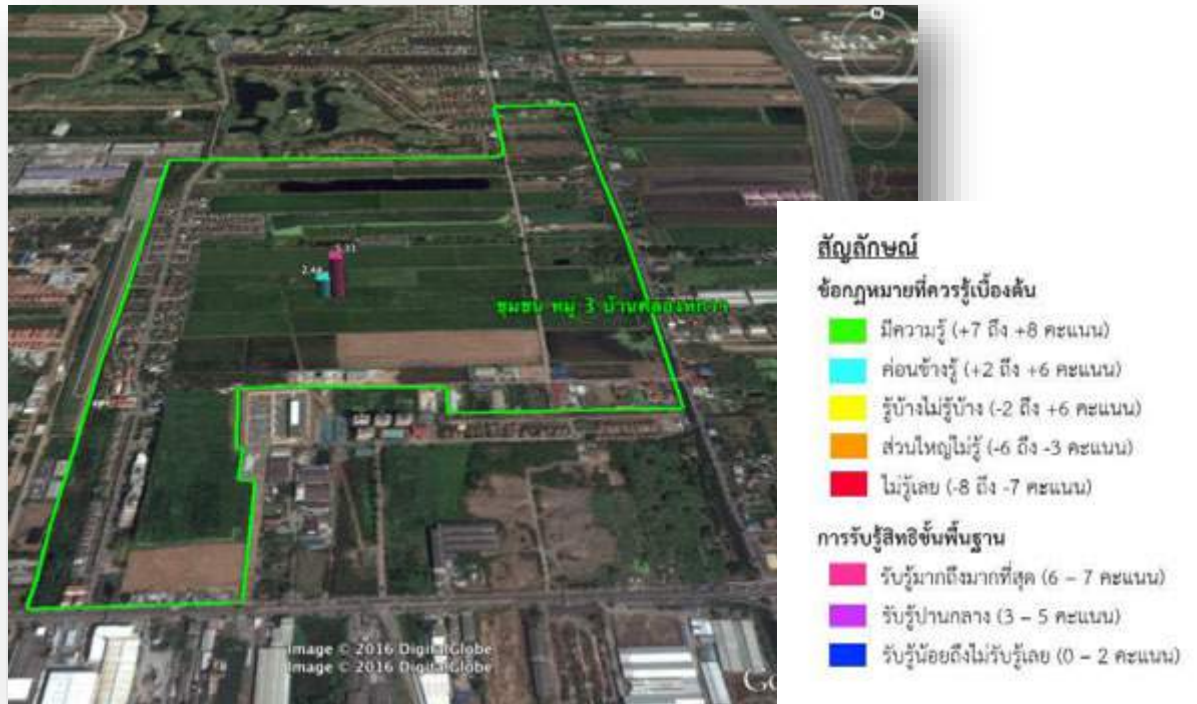 N
2.44
ชุมชน หมู่ 3
Image © 2016 DigitalGlobe
Image © 2016 DigitalGlobe
สัญลักษณ์
ข้อกฎหมายที่ควรรู้เบื้องต้น
มีความรู้ (+7 ถึง +8 คะแนน)
ค่อนข้างรู้ (+2 ถึง +6 คะแนน)
รู้บ้างไม่รู้บ้าง (-2 ถึง +6 คะแนน)
ส่วนใหญ่ไม่รู้ (-6 ถึง -3 คะแนน)
ไม่รู้เลย (-8 ถึง -7 คะแนน)
การรับรู้สิทธิขั้นพื้นฐาน
รับรู้มากถึงมากที่สุด (6 – 7 คะแนน)
รับรู้ปานกลาง (3 – 5 คะแนน)
รับรู้น้อยถึงไม่รับรู้เลย (0 – 2 คะแนน)